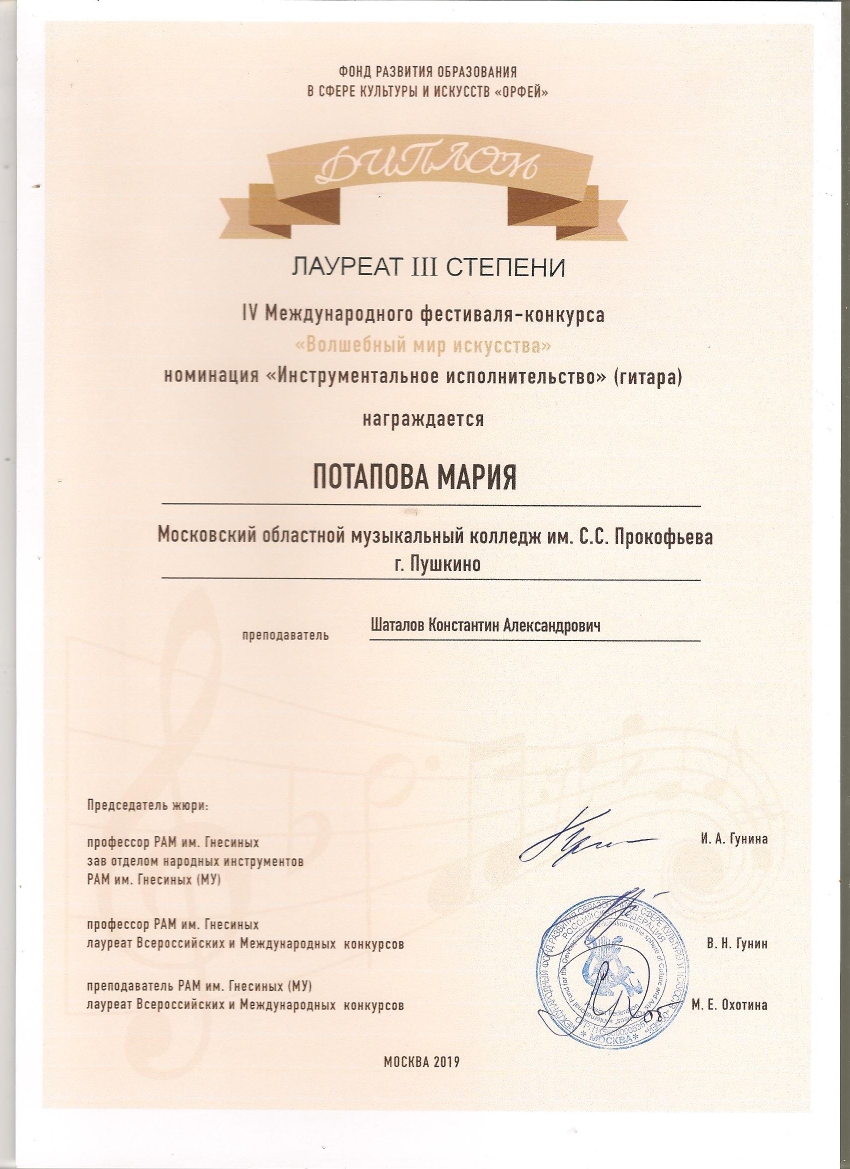 ФОНД РАЗВИТИЯ ОБРАЗОВАНИЯ
В СФЕРЕ КУЛЬТУРЫ И ИСКУССТВ «ОРФЕЙ»
ДИПЛОМ
ЛАУРЕАТ III СТЕПЕНИ
IV Международного фестиваля-конкурса
«Волшебный мир искусства»
номинация «Инструментальное исполнительство» (гитара)
награждается
ПОТАПОВА МАРИЯ
Московский областной музыкальный колледж им. С.С. Прокофьева
г. Пушкино
преподаватель Шаталов Константин Александрович
Председатель жюри:
профессор РАМ им. Гнесиных И. А. Гунина
зав отделом народных инструментов
РАМ им. Гнесиных (МУ)
профессор РАМ им. Гнесиных
лауреат Всероссийских и Международных конкурсов В. Н. Гунин
преподаватель РАМ им. Гнесиных (МУ)
лауреат Всероссийских и Международных конкурсов М. Е. Охотина
РОССИЙСКАЯ ФЕДЕРАЦИЯ
МОСКВА
МОСКВА 2019